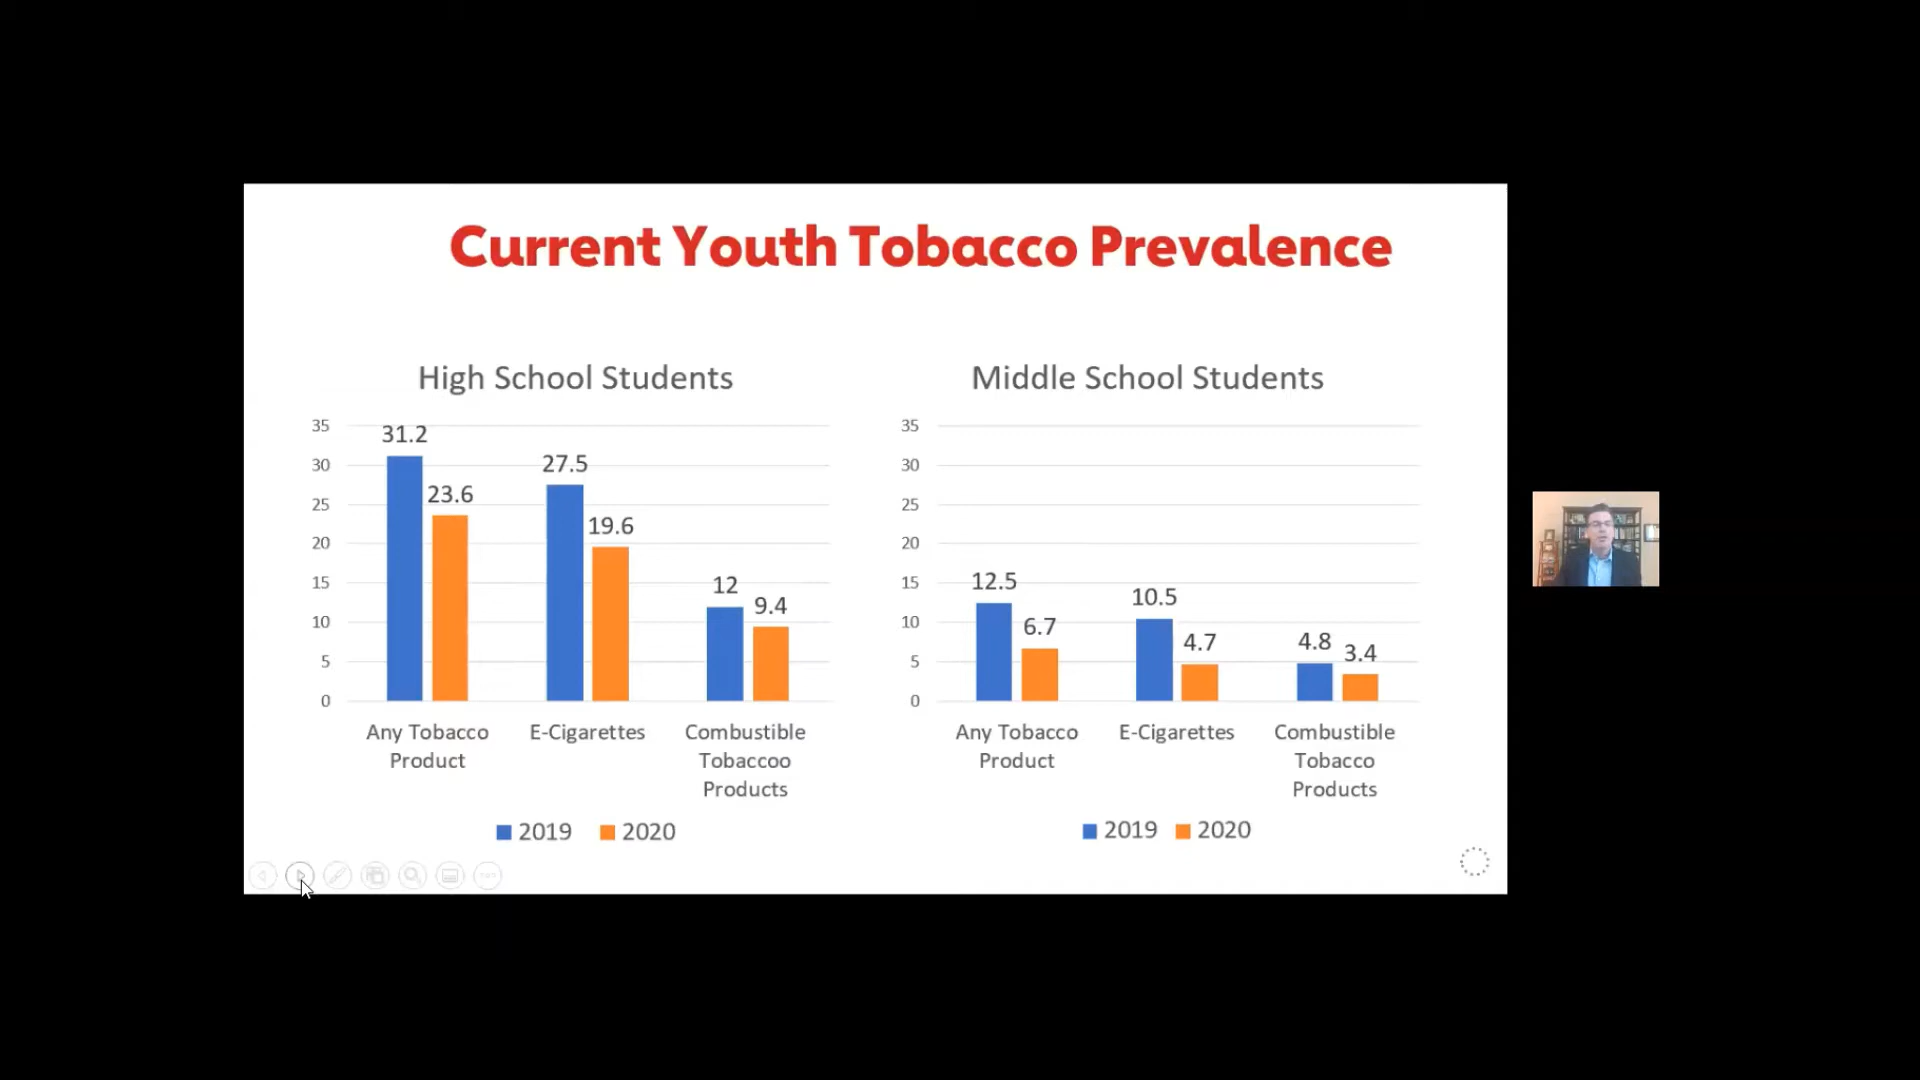 Current Youth Tobacco Prevalence
High School Students
35
30
25
20
15
10
5
0
31.2
23.6
27.5
19.6
12
9.4
Any Tobacco
Product
E-Cigarettes
Combustible
Tobaccoo
Products
2019 2020
Middle School Students
35
30
25
20
15
10
5
0
12.5
6.7
10.5
4.7
4.8
3.4
Any Tobacco
Product
E-Cigarettes
Combustible
Tobacco
Products
2019 2020